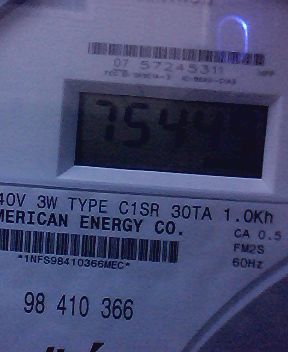 07 57245311
754
40V 3W TYPE C1SR 30TA 1.0Kh
MERICAN ENERGY CO.
CA 0.5
FM2S
*1NFS98410366MEC*
60Hz
98 410 366